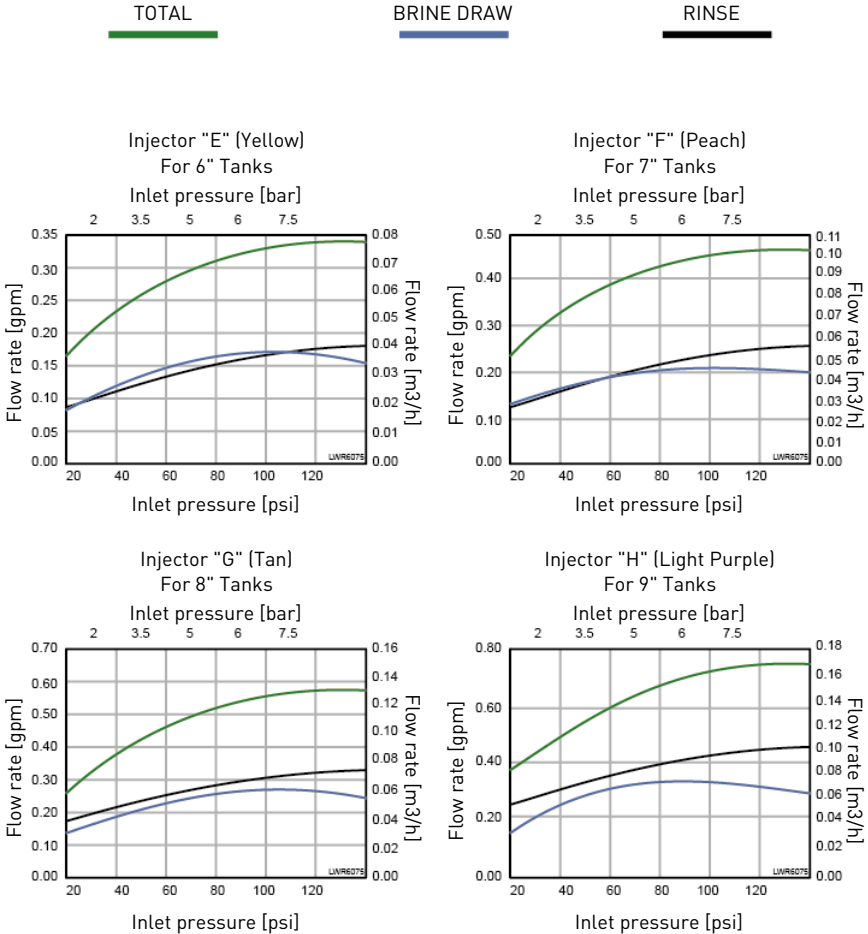 TOTAL BRINE DRAW RINSE
Injector "E" (Yellow)
For 6" Tanks
Inlet pressure [bar]
2 3.5 5 6 7.5
0.35 0.30 0.25 0.20 0.15 0.10 0.05 0.00
Flow rate [gpm]
0.08 0.07 0.06 0.05 0.04 0.03 0.02 0.01 0.00
Flow rate [m3/h]
LWR6075
20 40 60 80 100 120
Inlet pressure [psi]
Injector "F" (Peach)
For 7" Tanks
Inlet pressure [bar]
2 3.5 5 6 7.5
0.50 0.40 0.30 0.20 0.10 0.00
Flow rate [gpm]
0.11 0.10 0.09 0.08 0.07 0.06 0.05 0.04 0.03 0.02 0.01 0.00
Flow rate [m3/h]
LWR6075
20 40 60 80 100 120
Inlet pressure [psi]
Injector "G" (Tan)
For 8" Tanks
Inlet pressure [bar]
2 3.5 5 6 7.5
0.70 0.60 0.50 0.40 0.30 0.20 0.10 0.00
Flow rate [gpm]
0.16 0.14 0.12 0.10 0.08 0.06 0.04 0.02 0.00
Flow rate [m3/h]
LWR6075
20 40 60 80 100 120
Inlet pressure [psi]
Injector "H" (Light Purple)
For 9" Tanks
Inlet pressure [bar]
2 3.5 5 6 7.5
0.80 0.60 0.40 0.20 0.00
Flow rate [gpm]
0.18 0.16 0.14 0.12 0.10 0.08 0.06 0.04 0.02 0.00
Flow rate [m3/h]
LWR6075
20 40 60 80 100 120
Inlet pressure [psi]